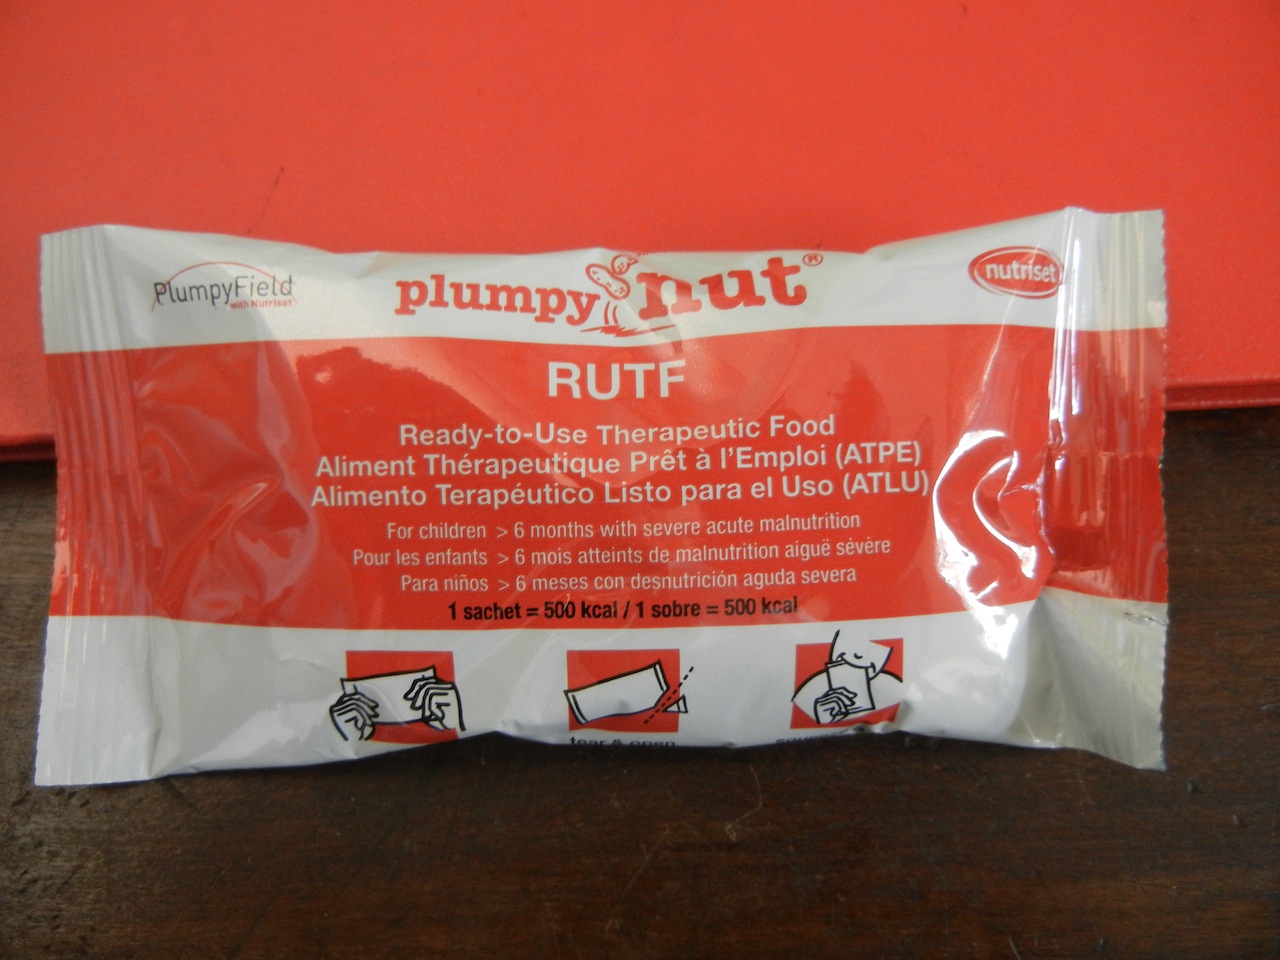 PlumpyField
with Nutriset
plumpy nut®
nutriset
RUTF
Ready-to-Use Therapeutic Food
Aliment Thérapeutique Prêt à l'Emploi (ATPE)
Alimento Terapéutico Listo para el Uso (ATLU)
For children > 6 months with severe acute malnutrition
Pour les enfants > 6 mois atteints de malnutrition aiguë sévère
Para niños > 6 meses con desnutrición aguda severa
1 sachet = 500 kcal / 1 sobre = 500 kcal
tear & open